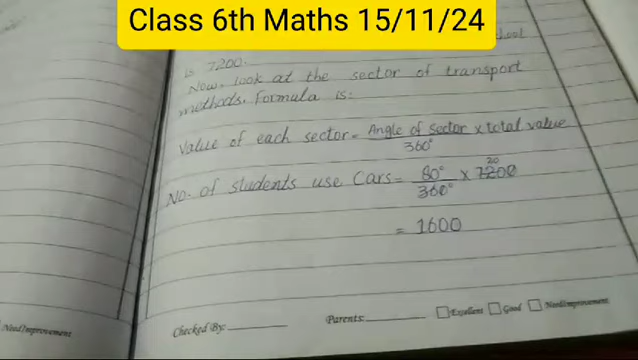 Class 6th Maths 15/11/24
is 7200.
Now, look at the sector of transport
methods. Formula is:
Value of each sector = Angle of sector x total value
360°
No. of students use Cars = 80° x 7200
20
360°
= 1600
Need Improvement
Checked By:
Parents:
Excellent Good Need Improvement